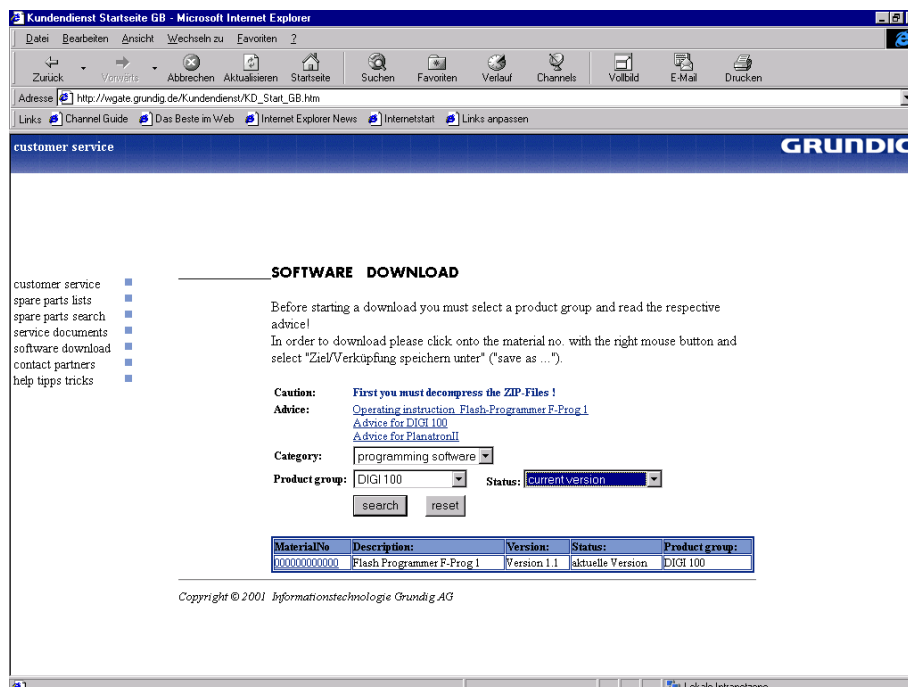 Kundendienst Startseite GB - Microsoft Internet Explorer
Datei Bearbeiten Ansicht Wechseln zu Favoriten ?
Zurück Vorwärts Abbrechen Aktualisieren Startseite Suchen Favoriten Verlauf Channels Vollbild E-Mail Drucken
Adresse http://wgate.grundig.de/Kundendienst/KD_Start_GB.htm
Links Channel Guide Das Beste im Web Internet Explorer News Internetstart Links anpassen
customer service GRUNDIG
SOFTWARE DOWNLOAD
customer service
spare parts lists
spare parts search
service documents
software download
contact partners
help tipps tricks
Before starting a download you must select a product group and read the respective
advice!
In order to download please click onto the material no. with the right mouse button and
select "Ziel/Verküpfung speichern unter" ("save as ...").
Caution: First you must decompress the ZIP-Files !
Advice: Operating instruction Flash-Programmer F-Prog 1
Advice for DIGI 100
Advice for PlanatronII
Category: programming software
Product group: DIGI 100 Status: current version
search reset
MaterialNo Description: Version: Status: Product group:
000000000000 Flash Programmer F-Prog 1 Version 1.1 aktuelle Version DIGI 100
Copyright © 2001 Informationstechnologie Grundig AG
Lokale Intranetzone